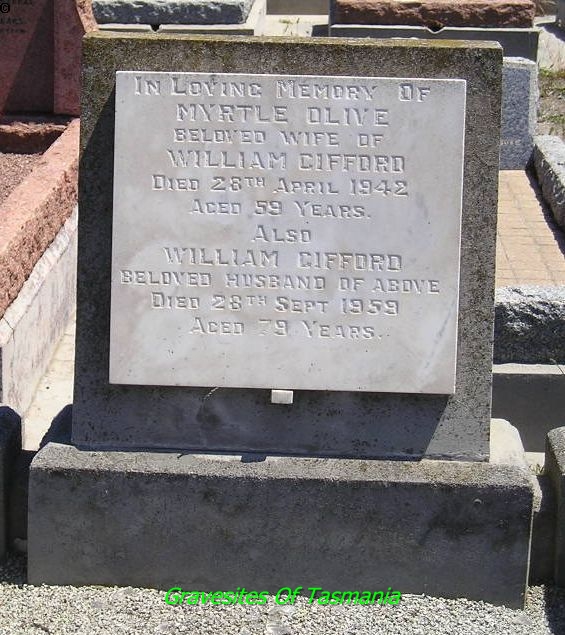 In Loving Memory Of
MYRTLE OLIVE
BELOVED WIFE OF
WILLIAM GIFFORD
Died 28TH April 1942
Aged 59 Years.
Also
WILLIAM GIFFORD
BELOVED HUSBAND OF ABOVE
Died 28TH Sept 1959
Aged 79 Years.
Gravesites Of Tasmania